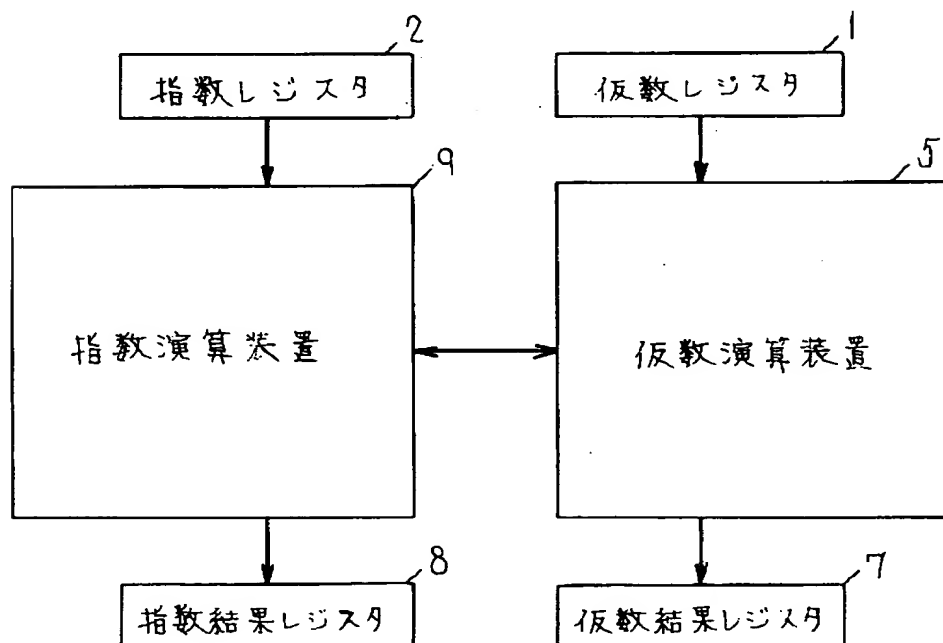 2
指数レジスタ
1
仮数レジスタ
9
指数演算装置
5
仮数演算装置
8
指数結果レジスタ
7
仮数結果レジスタ